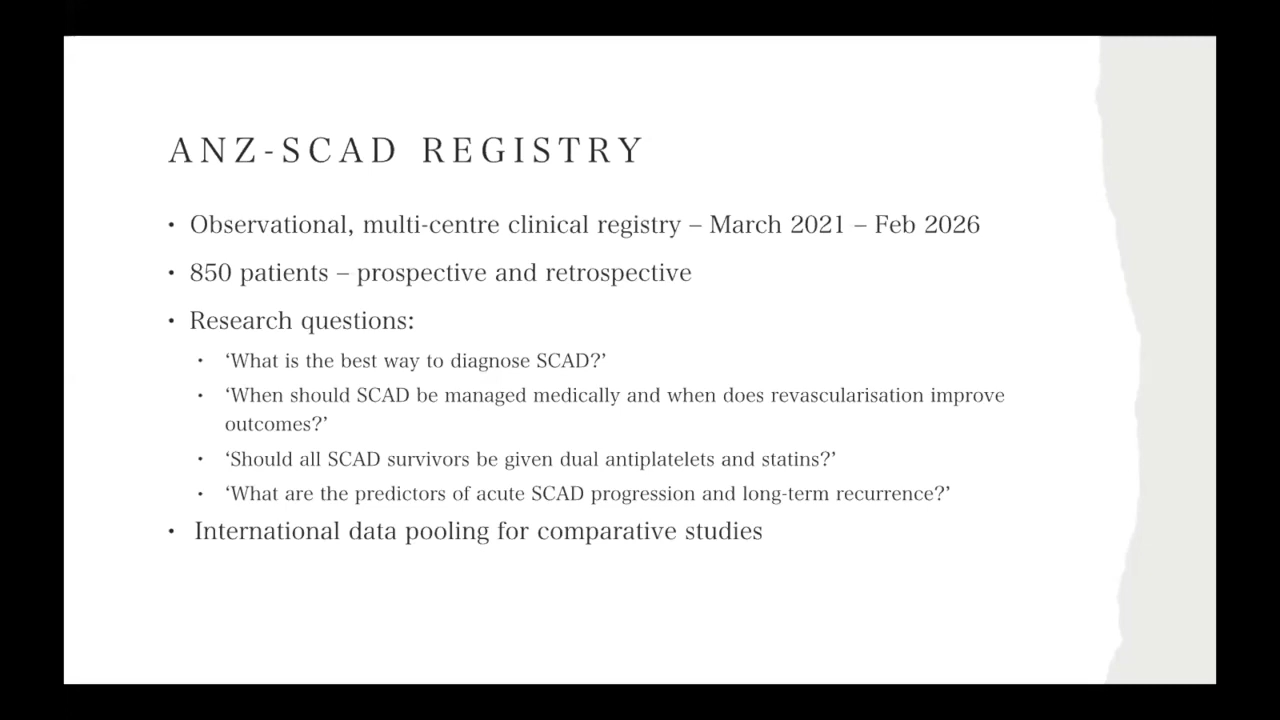 ANZ-SCAD REGISTRY
• Observational, multi-centre clinical registry – March 2021 – Feb 2026
• 850 patients – prospective and retrospective
• Research questions:
• ‘What is the best way to diagnose SCAD?’
• ‘When should SCAD be managed medically and when does revascularisation improve
outcomes?’
• ‘Should all SCAD survivors be given dual antiplatelets and statins?’
• ‘What are the predictors of acute SCAD progression and long-term recurrence?’
• International data pooling for comparative studies